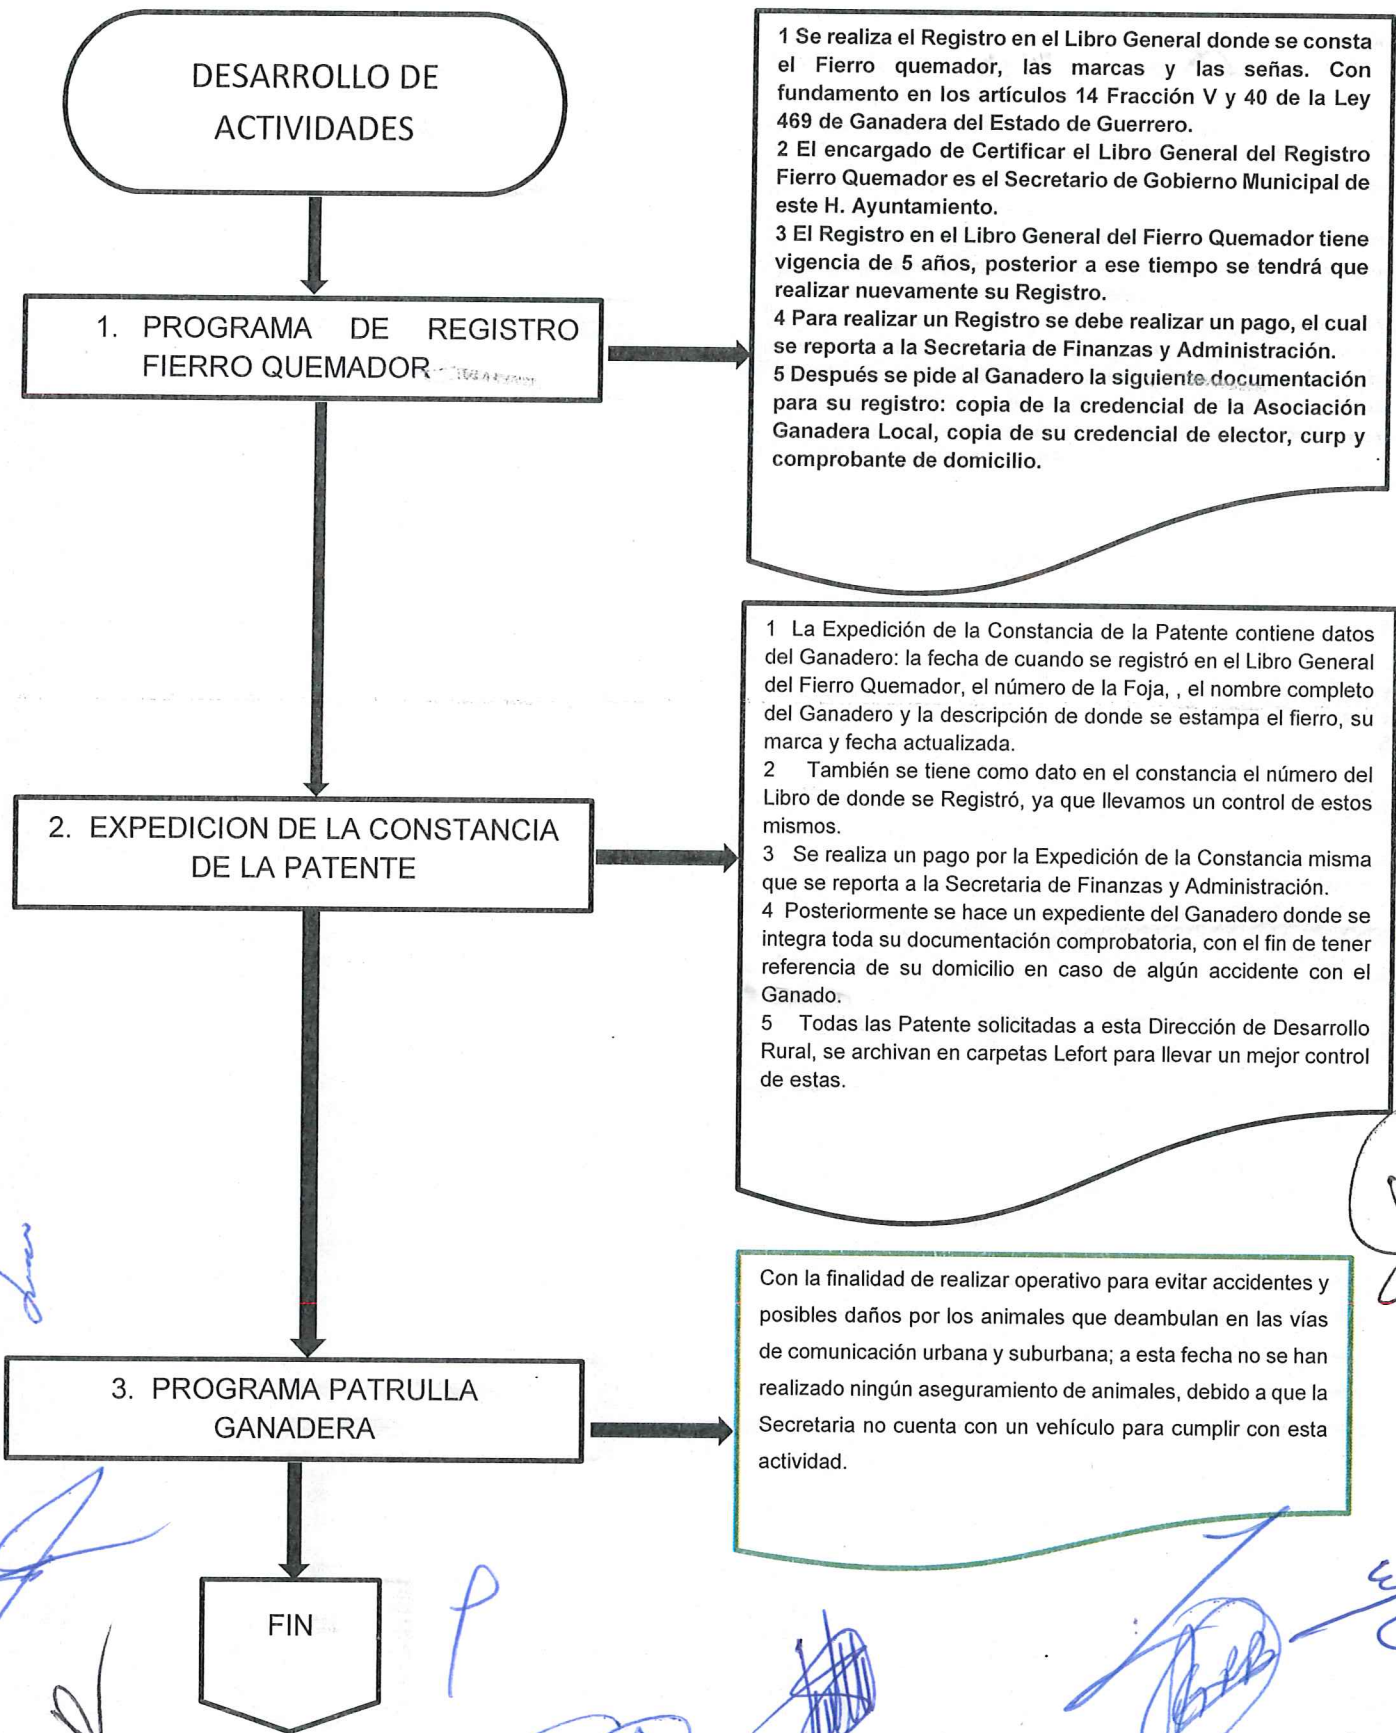 DESARROLLO DE
ACTIVIDADES
1. PROGRAMA DE REGISTRO
FIERRO QUEMADOR
1 Se realiza el Registro en el Libro General donde se consta
el Fierro quemador, las marcas y las señas. Con
fundamento en los artículos 14 Fracción V y 40 de la Ley
469 de Ganadera del Estado de Guerrero.
2 El encargado de Certificar el Libro General del Registro
Fierro Quemador es el Secretario de Gobierno Municipal de
este H. Ayuntamiento.
3 El Registro en el Libro General del Fierro Quemador tiene
vigencia de 5 años, posterior a ese tiempo se tendrá que
realizar nuevamente su Registro.
4 Para realizar un Registro se debe realizar un pago, el cual
se reporta a la Secretaria de Finanzas y Administración.
5 Después se pide al Ganadero la siguiente documentación
para su registro: copia de la credencial de la Asociación
Ganadera Local, copia de su credencial de elector, curp y
comprobante de domicilio.
2. EXPEDICION DE LA CONSTANCIA
DE LA PATENTE
1 La Expedición de la Constancia de la Patente contiene datos
del Ganadero: la fecha de cuando se registró en el Libro General
del Fierro Quemador, el número de la Foja, , el nombre completo
del Ganadero y la descripción de donde se estampa el fierro, su
marca y fecha actualizada.
2 También se tiene como dato en el constancia el número del
Libro de donde se Registró, ya que llevamos un control de estos
mismos.
3 Se realiza un pago por la Expedición de la Constancia misma
que se reporta a la Secretaria de Finanzas y Administración.
4 Posteriormente se hace un expediente del Ganadero donde se
integra toda su documentación comprobatoria, con el fin de tener
referencia de su domicilio en caso de algún accidente con el
Ganado.
5 Todas las Patente solicitadas a esta Dirección de Desarrollo
Rural, se archivan en carpetas Lefort para llevar un mejor control
de estas.
3. PROGRAMA PATRULLA
GANADERA
Con la finalidad de realizar operativo para evitar accidentes y
posibles daños por los animales que deambulan en las vías
de comunicación urbana y suburbana; a esta fecha no se han
realizado ningún aseguramiento de animales, debido a que la
Secretaria no cuenta con un vehículo para cumplir con esta
actividad.
FIN